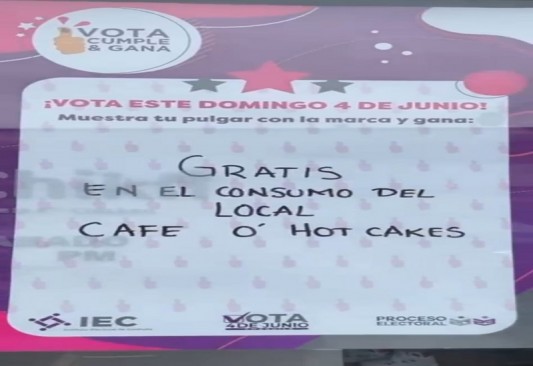 VOTA
CUMPLE
& GANA
¡VOTA ESTE DOMINGO 4 DE JUNIO!
Muestra tu pulgar con la marca y gana:
GRATIS
EN EL CONSUMO DEL
LOCAL
CAFE O' HOT CAKES
IEC
VOTA
4 DE JUNIO
PROCESO
ELECTORAL